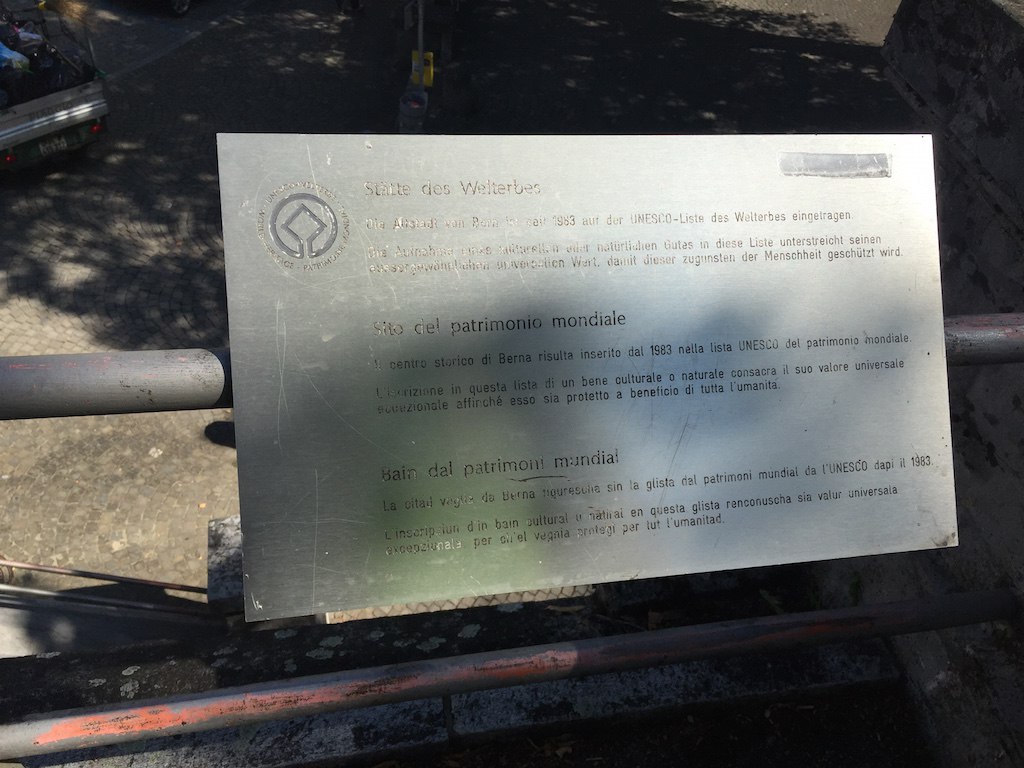 Stätte des Welterbes
Die Altstadt von Bern ist seit 1983 auf der UNESCO-Liste des Welterbes eingetragen.
Die Aufnahme eines kulturellen oder natürlichen Gutes in diese Liste unterstreicht seinen
aussergewöhnlichen universellen Wert, damit dieser zugunsten der Menschheit geschützt wird.
Sito del patrimonio mondiale
Il centro storico di Berna risulta inserito dal 1983 nella lista UNESCO del patrimonio mondiale.
L'iscrizione in questa lista di un bene culturale o naturale consacra il suo valore universale
eccezionale affinché esso sia protetto a beneficio di tutta l'umanità.
Bain dal patrimoni mundial
La citad veglia da Berna figurescha sin la glista dal patrimoni mundial da l'UNESCO dapi il 1983.
L'inscripziun d'in bain cultural u natiral en questa glista renconuscha sia valur universala
excepziunala per ch'el vegnia protegì per tut l'umanitad.